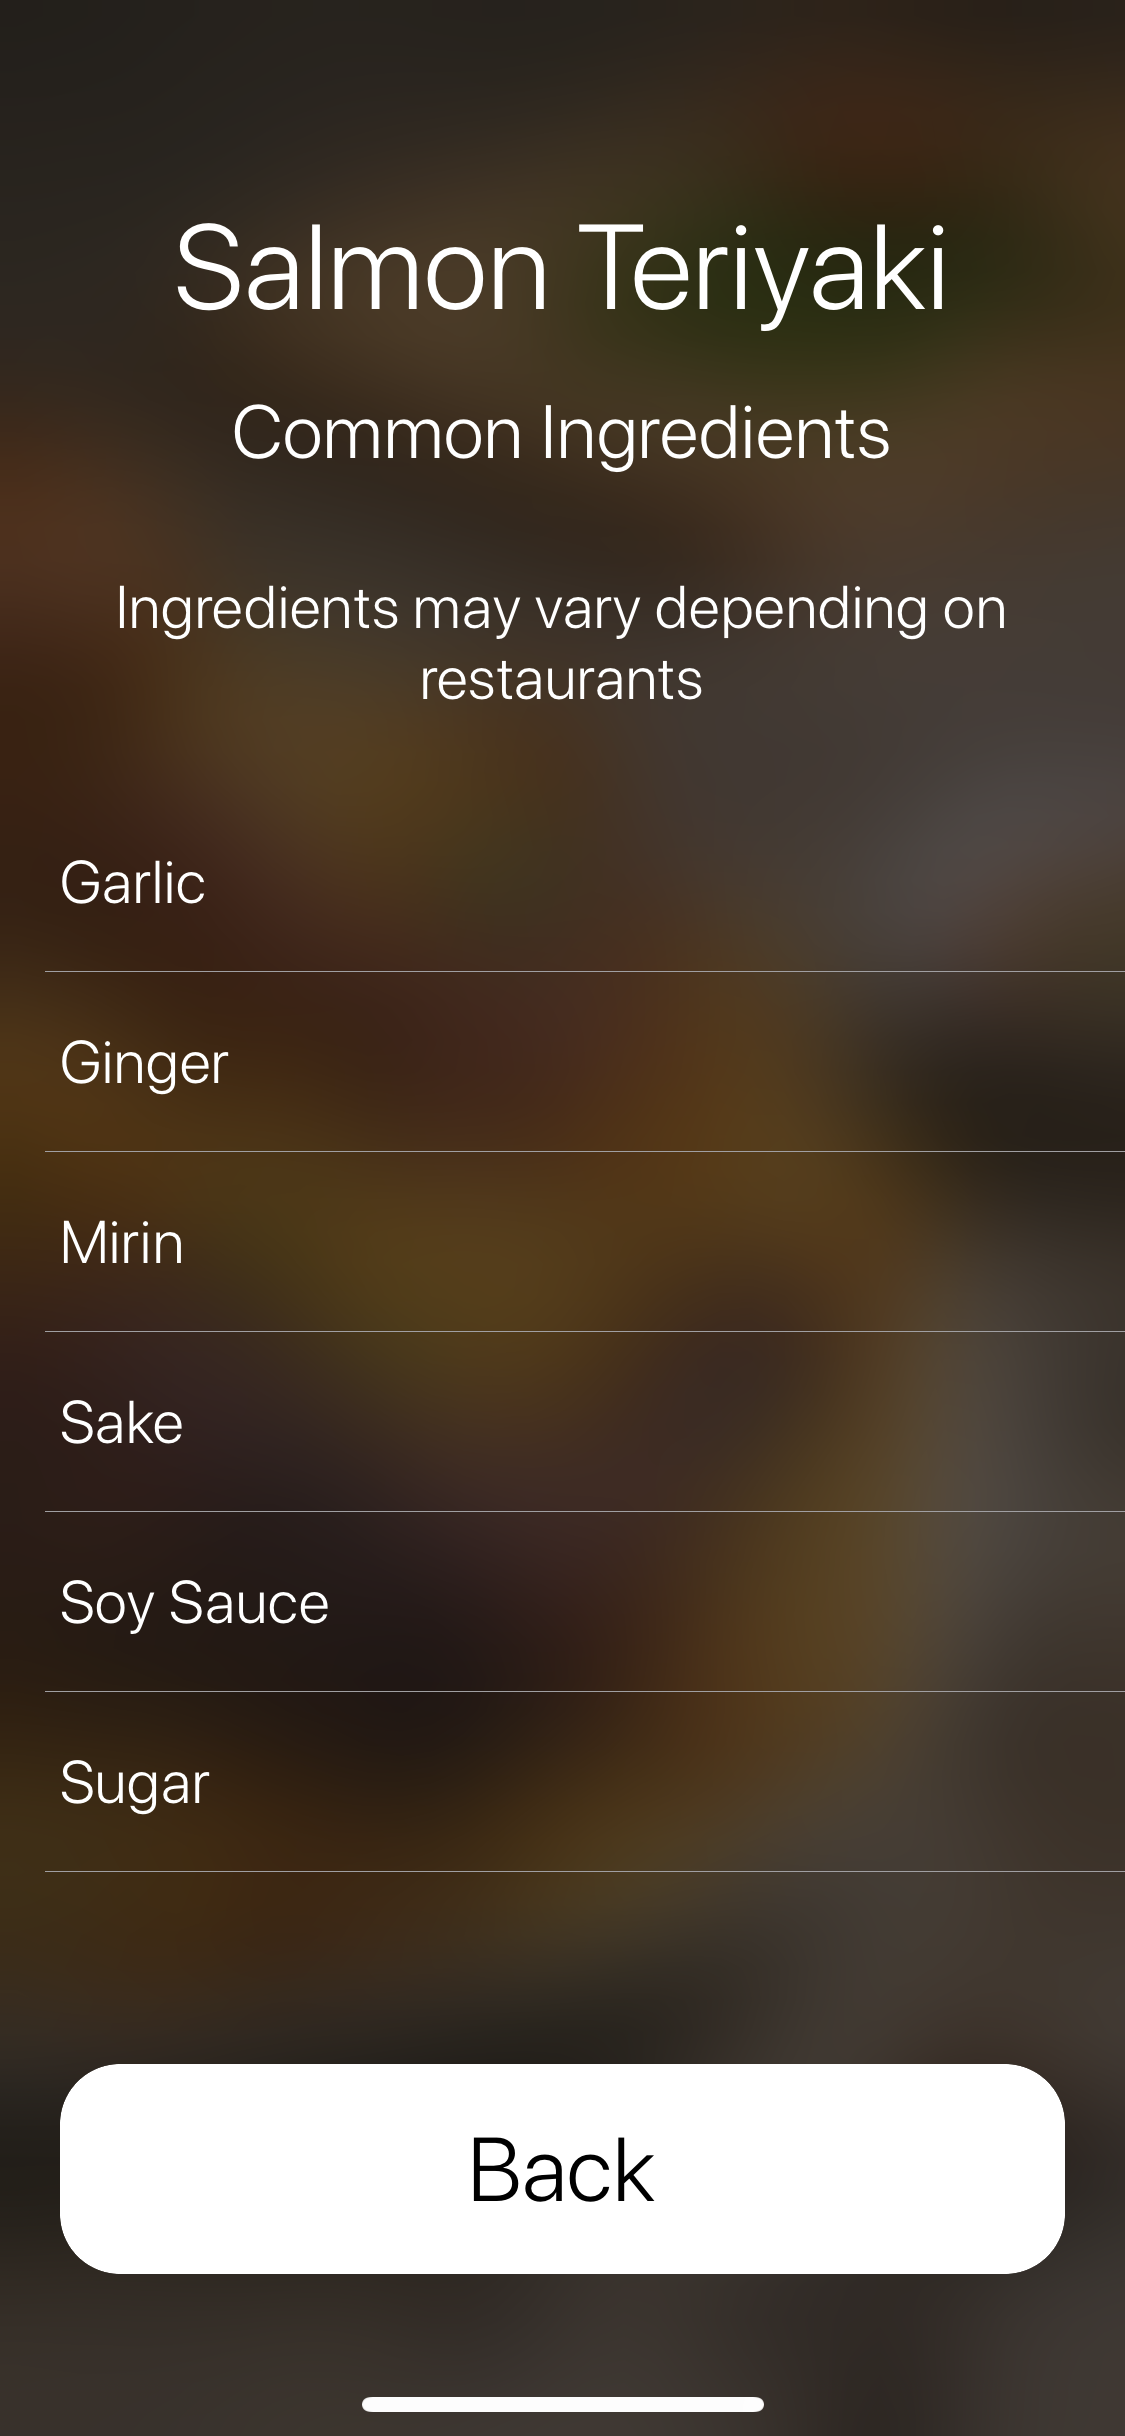 Salmon Teriyaki
Common Ingredients
Ingredients may vary depending on
restaurants
Garlic
Ginger
Mirin
Sake
Soy Sauce
Sugar
Back